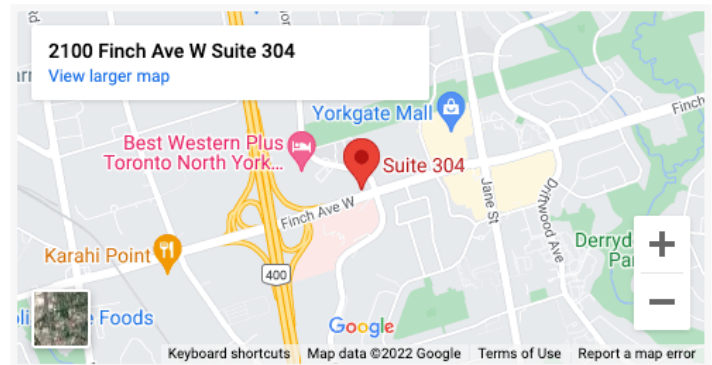 2100 Finch Ave W Suite 304
View larger map
Yorkgate Mall
Finch
Best Western Plus
Toronto North York...
Suite 304
Jane St
Driftwood Ave
Finch Ave W
Karahi Point
Derryd
Pa
400
e Foods
Google
Keyboard shortcuts
Map data ©2022 Google
Terms of Use
Report a map error